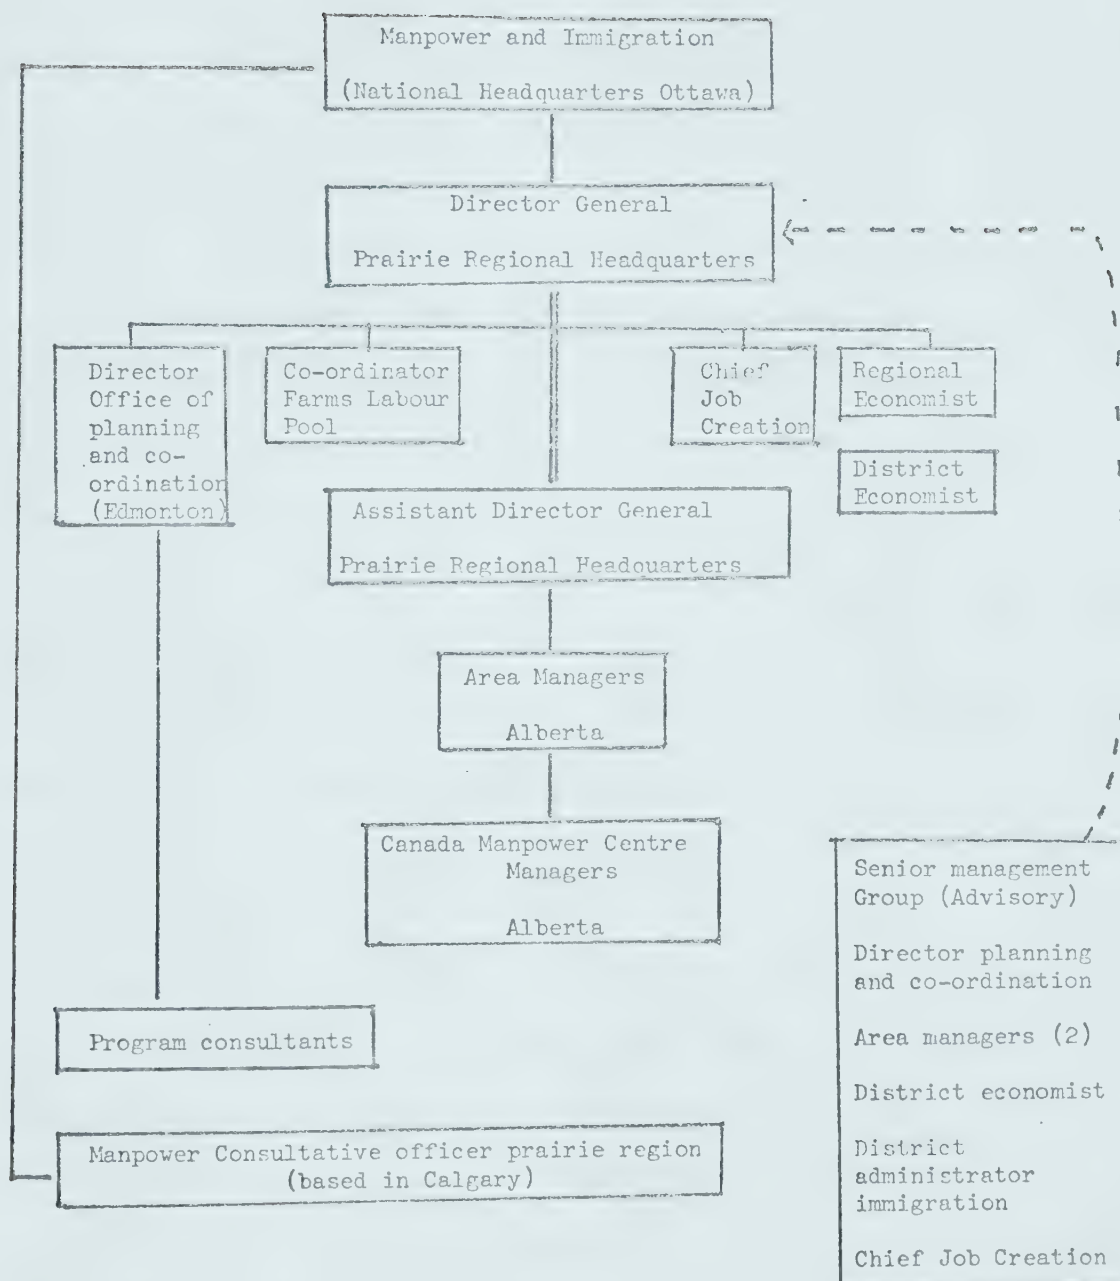 Manpower and Immigration
(National Headquarters Ottawa)
Director General
Prairie Regional Headquarters
Director
Office of
planning
and co-
ordination
(Edmonton)
Co-ordinator
Farms Labour
Pool
Chief
Job
Creation
Regional
Economist
District
Economist
Assistant Director General
Prairie Regional Headquarters
Area Managers
Alberta
Canada Manpower Centre
Managers
Alberta
Program consultants
Manpower Consultative officer prairie region
(based in Calgary)
Senior management
Group (Advisory)
Director planning
and co-ordination
Area managers (2)
District economist
District
administrator
immigration
Chief Job Creation